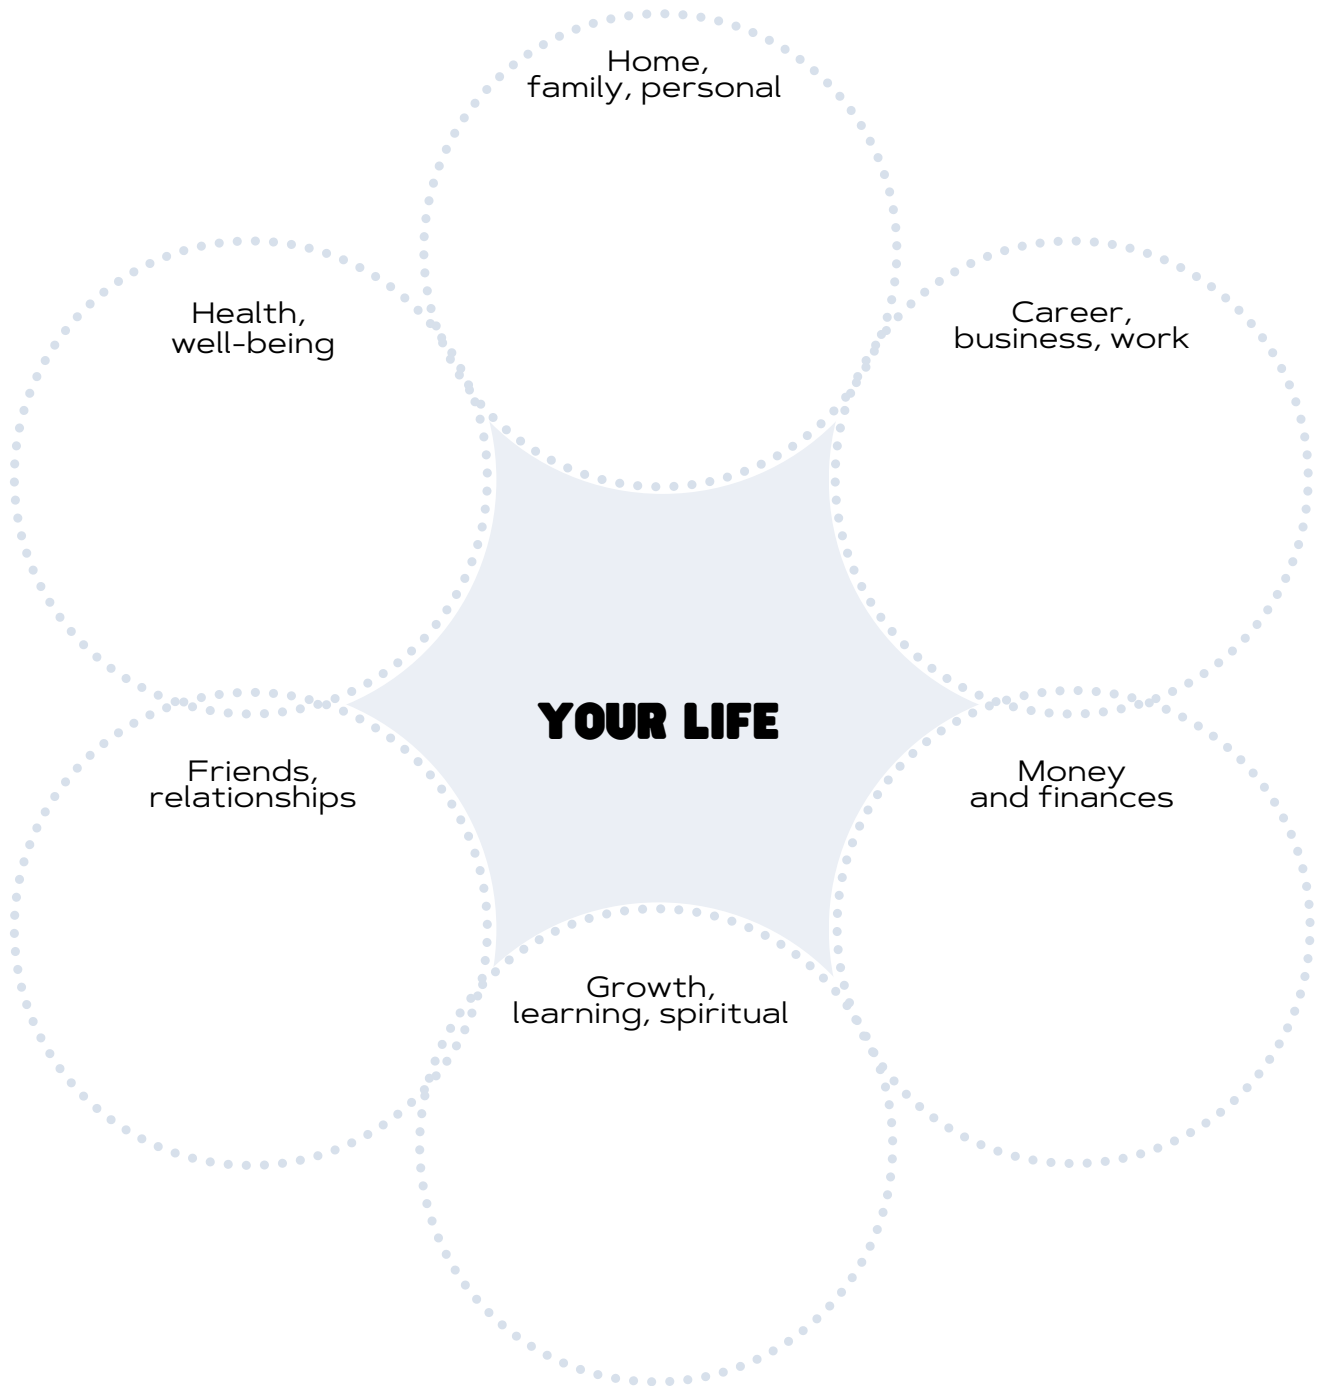 Home,
family, personal
Health,
well-being
Career,
business, work
YOUR LIFE
Friends,
relationships
Money
and finances
Growth,
learning, spiritual